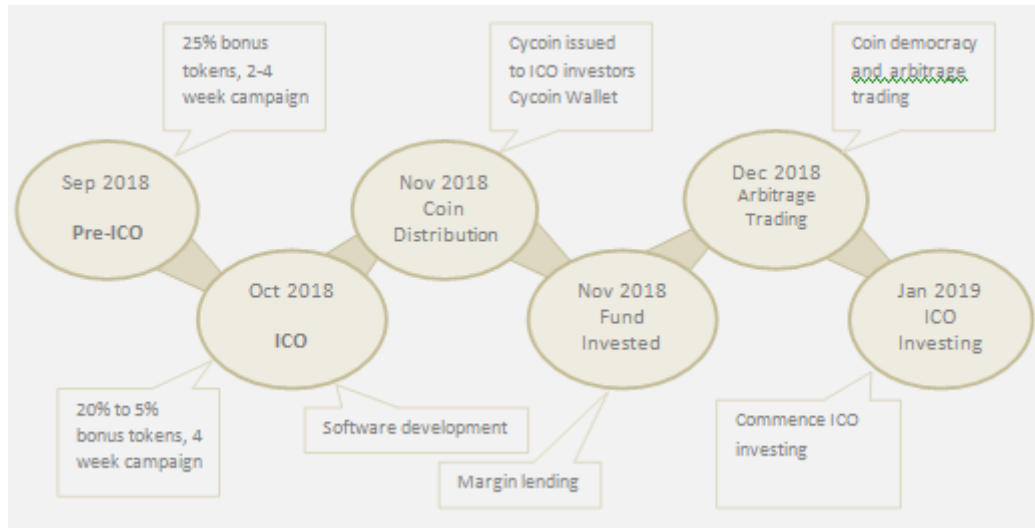 25% bonus
tokens, 2-4
week campaign
Cycoin issued
to ICO investors
Cycoin Wallet
Coin democracy
and arbitrage
trading
Sep 2018
Pre-ICO
Nov 2018
Coin
Distribution
Dec 2018
Arbitrage
Trading
Oct 2018
ICO
Nov 2018
Fund
Invested
Jan 2019
ICO
Investing
20% to 5%
bonus tokens, 4
week campaign
Software development
Margin lending
Commence ICO
investing